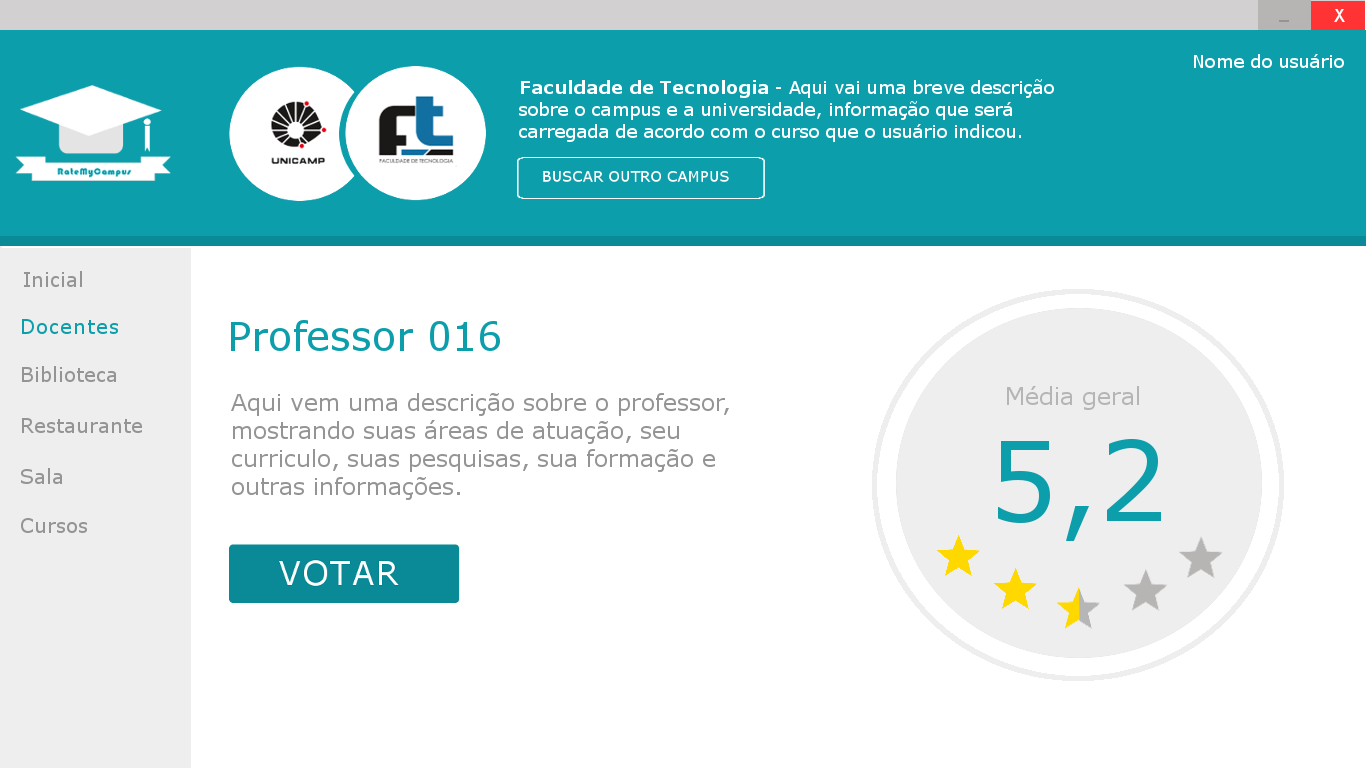 _ X
Nome do usuário
RateMyCampus
UNICAMP
ft
FACULDADE DE TECNOLOGIA
Faculdade de Tecnologia - Aqui vai uma breve descrição
sobre o campus e a universidade, informação que será
carregada de acordo com o curso que o usuário indicou.
BUSCAR OUTRO CAMPUS
Inicial
Docentes
Biblioteca
Restaurante
Sala
Cursos
Professor 016
Aqui vem uma descrição sobre o professor,
mostrando suas áreas de atuação, seu
curriculo, suas pesquisas, sua formação e
outras informações.
VOTAR
Média geral
5,2